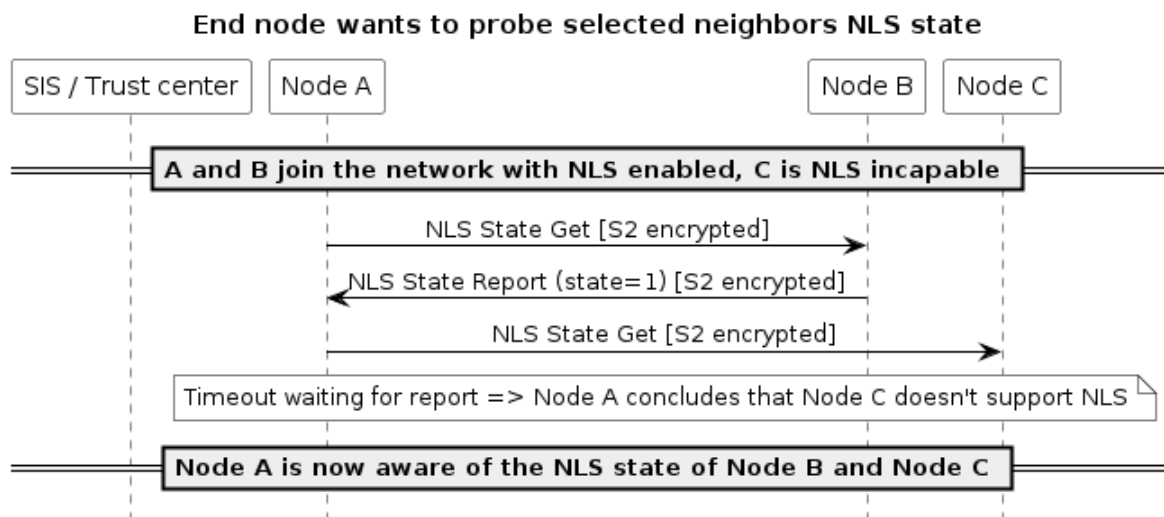 End node wants to probe selected neighbors NLS state
SIS / Trust center
Node A
Node B
Node C
A and B join the network with NLS enabled, C is NLS incapable
NLS State Get [S2 encrypted]
NLS State Report (state=1) [S2 encrypted]
NLS State Get [S2 encrypted]
Timeout waiting for report => Node A concludes that Node C doesn't support NLS
Node A is now aware of the NLS state of Node B and Node C